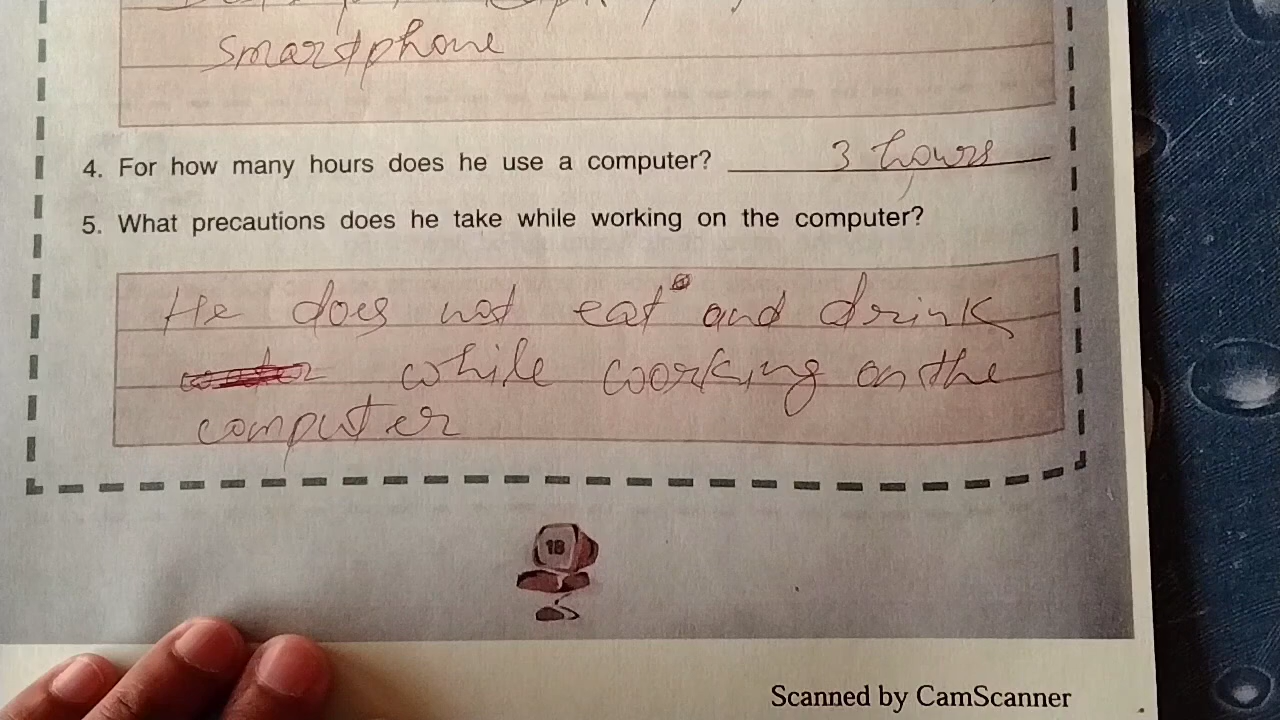 smartphone
4. For how many hours does he use a computer? 3 hours
5. What precautions does he take while working on the computer?
He does not eat and drink
while working on the
computer
18
Scanned by CamScanner